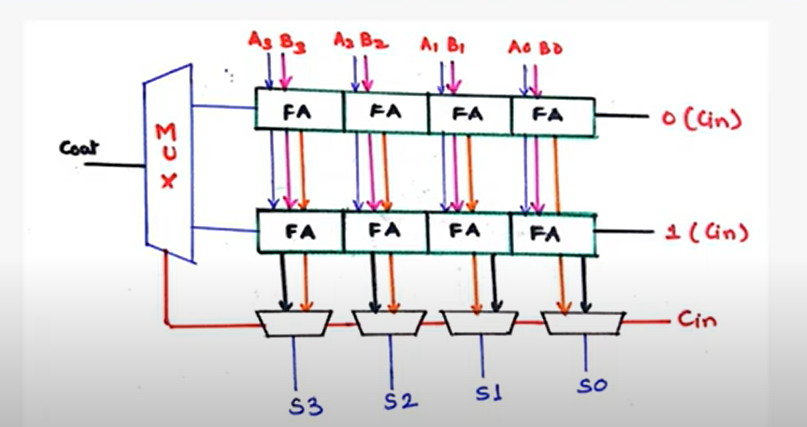 A3 B3 A2 B2 A1 B1 A0 B0
FA FA FA FA 0 (Cin)
MUX
Cout
FA FA FA FA 1 (Cin)
Cin
S3 S2 S1 S0